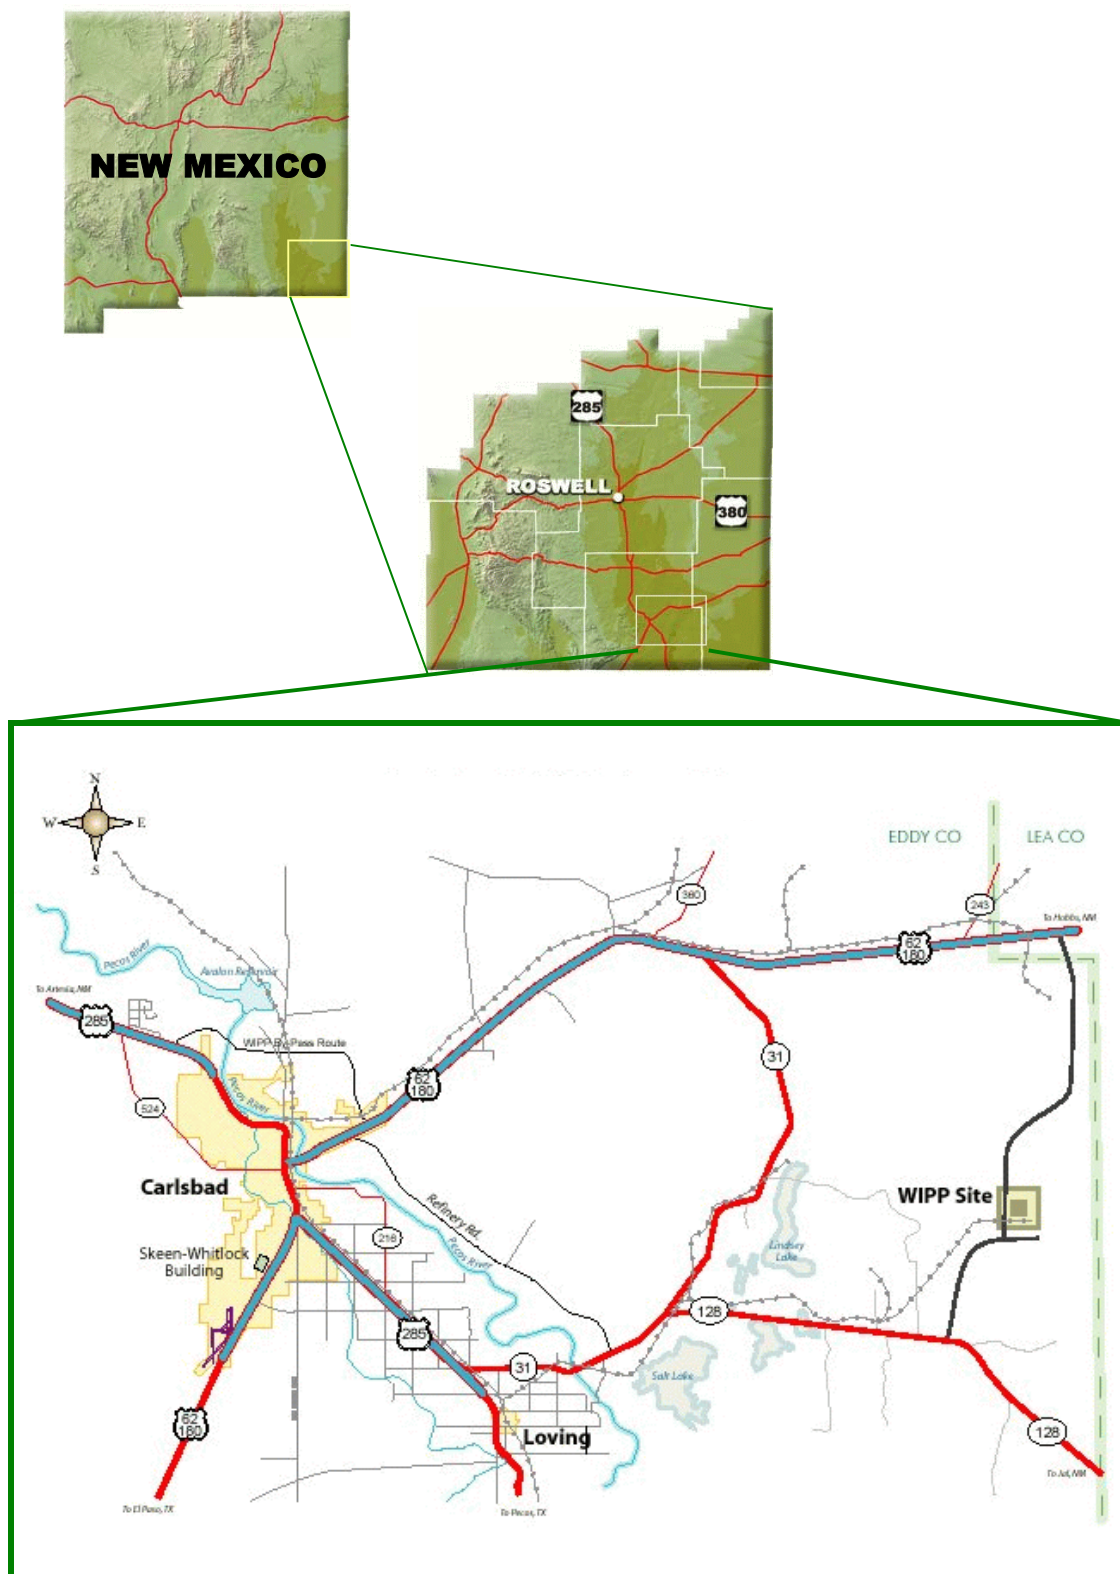 NEW MEXICO
285
ROSWELL
380
N
W
E
S
EDDY CO
LEA CO
360
243
To Hobbs, NM
62
180
Pecos River
Avalon Reservoir
To Artesia, NM
285
WIPP By-Pass Route
31
62
180
Pecos River
524
Carlsbad
WIPP Site
Refinery Rd.
216
Skeen-Whitlock
Building
Pecos River
Lindsey
Lake
128
285
31
Salt Lake
62
180
Loving
128
To Jal, NM
To El Paso, TX
To Pecos, TX